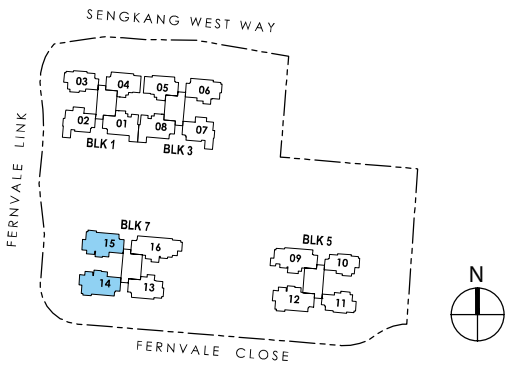 SENGKANG WEST WAY
03 04 05 06
02 01 08 07
BLK 1 BLK 3
FERNVALE LINK
BLK 7
15 16
14 13
BLK 5
09 10
12 11
N
FERNVALE CLOSE